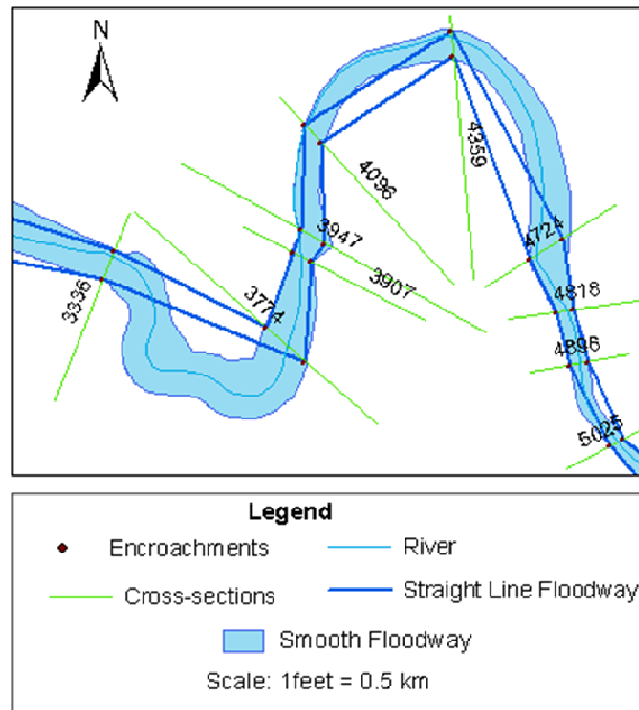 N
4359
4096
4724
3947
3907
4818
3774
3336
4896
5025
Legend
Encroachments
River
Cross-sections
Straight Line Floodway
Smooth Floodway
Scale: 1feet = 0.5 km